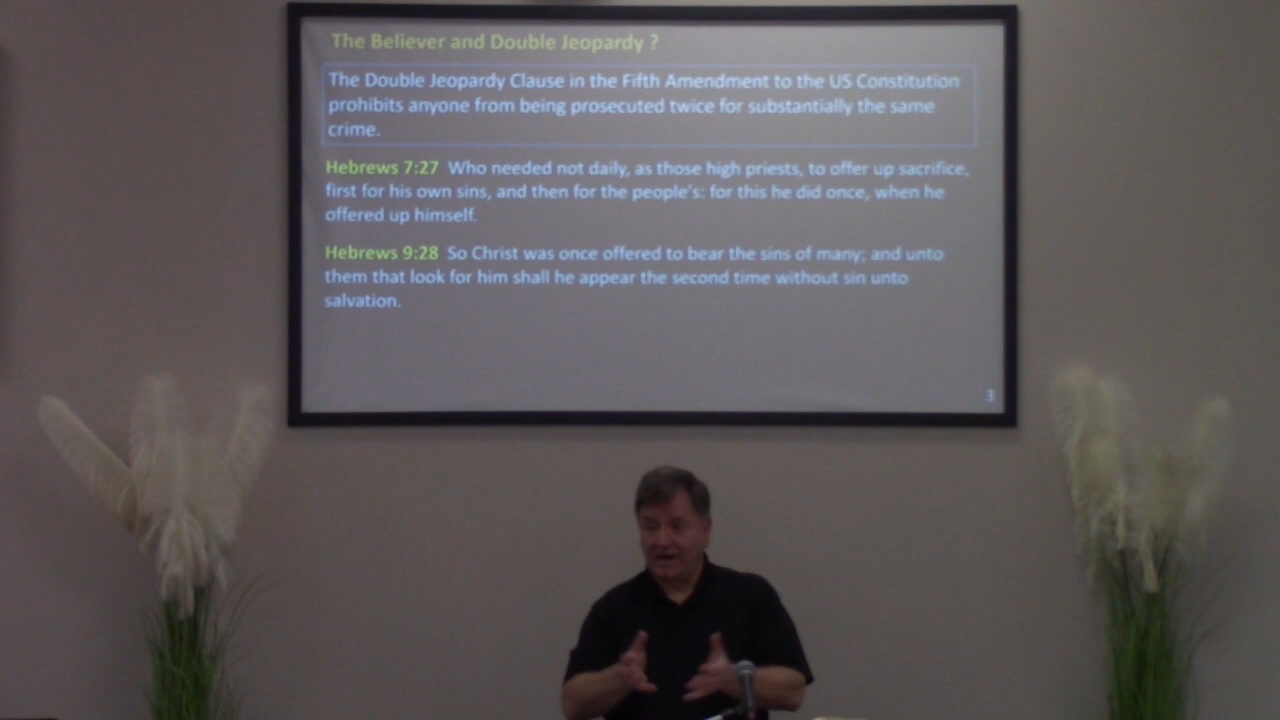 The Believer and Double Jeopardy ?
The Double Jeopardy Clause in the Fifth Amendment to the US Constitution
prohibits anyone from being prosecuted twice for substantially the same
crime.
Hebrews 7:27 Who needed not daily, as those high priests, to offer up sacrifice,
first for his own sins, and then for the people's: for this he did once, when he
offered up himself.
Hebrews 9:28 So Christ was once offered to bear the sins of many; and unto
them that look for him shall he appear the second time without sin unto
salvation.
3